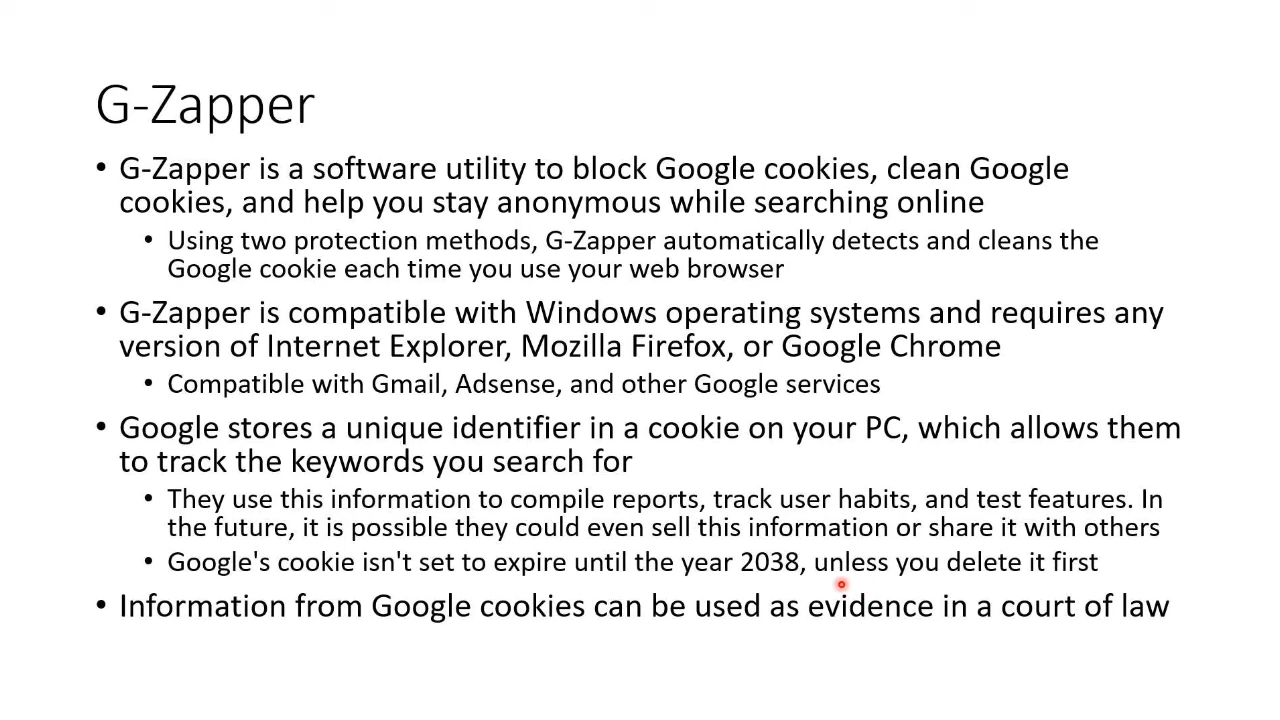 G-Zapper
• G-Zapper is a software utility to block Google cookies, clean Google
cookies, and help you stay anonymous while searching online
• Using two protection methods, G-Zapper automatically detects and cleans the
Google cookie each time you use your web browser
• G-Zapper is compatible with Windows operating systems and requires any
version of Internet Explorer, Mozilla Firefox, or Google Chrome
• Compatible with Gmail, Adsense, and other Google services
• Google stores a unique identifier in a cookie on your PC, which allows them
to track the keywords you search for
• They use this information to compile reports, track user habits, and test features. In
the future, it is possible they could even sell this information or share it with others
• Google's cookie isn't set to expire until the year 2038, unless you delete it first
• Information from Google cookies can be used as evidence in a court of law